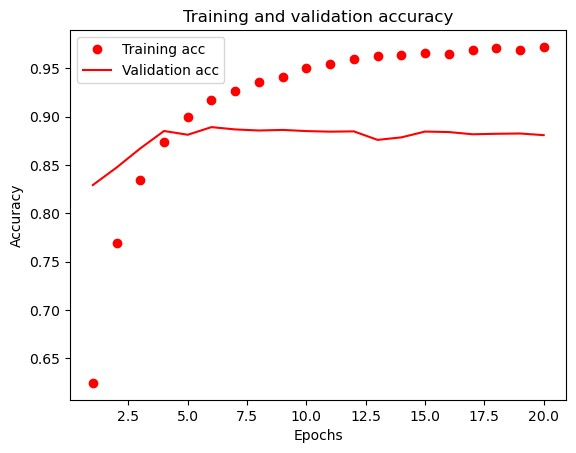 Training and validation accuracy
Training acc
Validation acc
0.95
0.90
0.85
0.80
0.75
0.70
0.65
Accuracy
2.5 5.0 7.5 10.0 12.5 15.0 17.5 20.0
Epochs